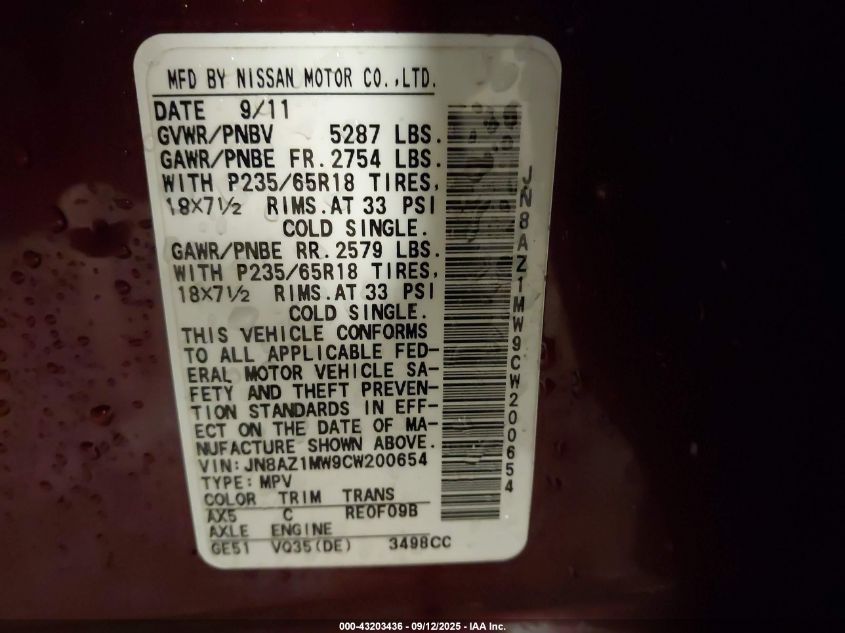 MFD BY NISSAN MOTOR CO.,LTD.
DATE 9/11
GVWR/PNBV 5287 LBS.
GAWR/PNBE FR. 2754 LBS.
WITH P235/65R18 TIRES,
18×7½ RIMS. AT 33 PSI
COLD SINGLE.
GAWR/PNBE RR. 2579 LBS.
WITH P235/65R18 TIRES,
18×7½ RIMS. AT 33 PSI
COLD SINGLE.
THIS VEHICLE CONFORMS
TO ALL APPLICABLE FED-
ERAL MOTOR VEHICLE SA-
FETY AND THEFT PREVEN-
TION STANDARDS IN EFF-
ECT ON THE DATE OF MA-
NUFACTURE SHOWN ABOVE.
VIN: JN8AZ1MW9CW200654
TYPE: MPV
COLOR TRIM TRANS
AX5 C RE0F09B
AXLE ENGINE
GE51 VQ35(DE) 3498CC
JN8AZ1MW9CW200654
000-43203436 - 09/12/2025 - IAA Inc.